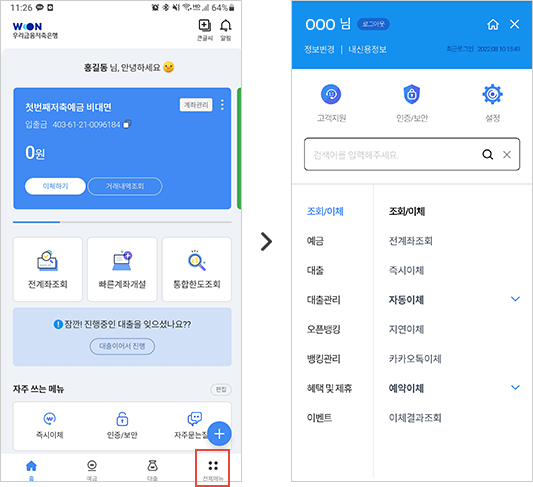 11:26
64%
WOON
우리금융저축은행
큰글씨
알림
홍길동 님, 안녕하세요
첫번째저축예금 비대면
계좌관리
입출금 403-61-21-0096184
0원
이체하기
거래내역조회
전계좌조회
빠른계좌개설
통합한도조회
잠깐! 진행중인 대출을 잊으셨나요??
대출이어서 진행
자주 쓰는 메뉴
편집
즉시이체
인증/보안
자주묻는질
홈
예금
대출
전체메뉴
OOO 님
로그아웃
정보변경 | 내신용정보
최근로그인 2022.08.10 15:49
고객지원
인증/보안
설정
검색어를 입력해주세요.
조회/이체
예금
대출
대출관리
오픈뱅킹
뱅킹관리
혜택 및 제휴
이벤트
조회/이체
전계좌조회
즉시이체
자동이체
지연이체
카카오톡이체
예약이체
이체결과조회